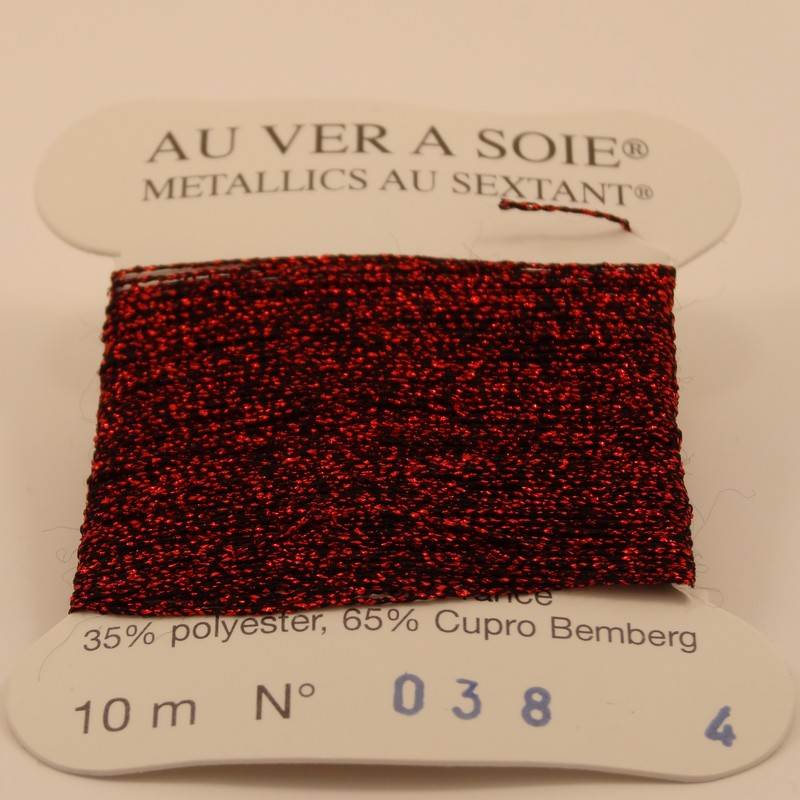 AU VER A SOIE®
METALLICS AU SEXTANT®
35% polyester, 65% Cupro Bemberg
10 m N° 038 4